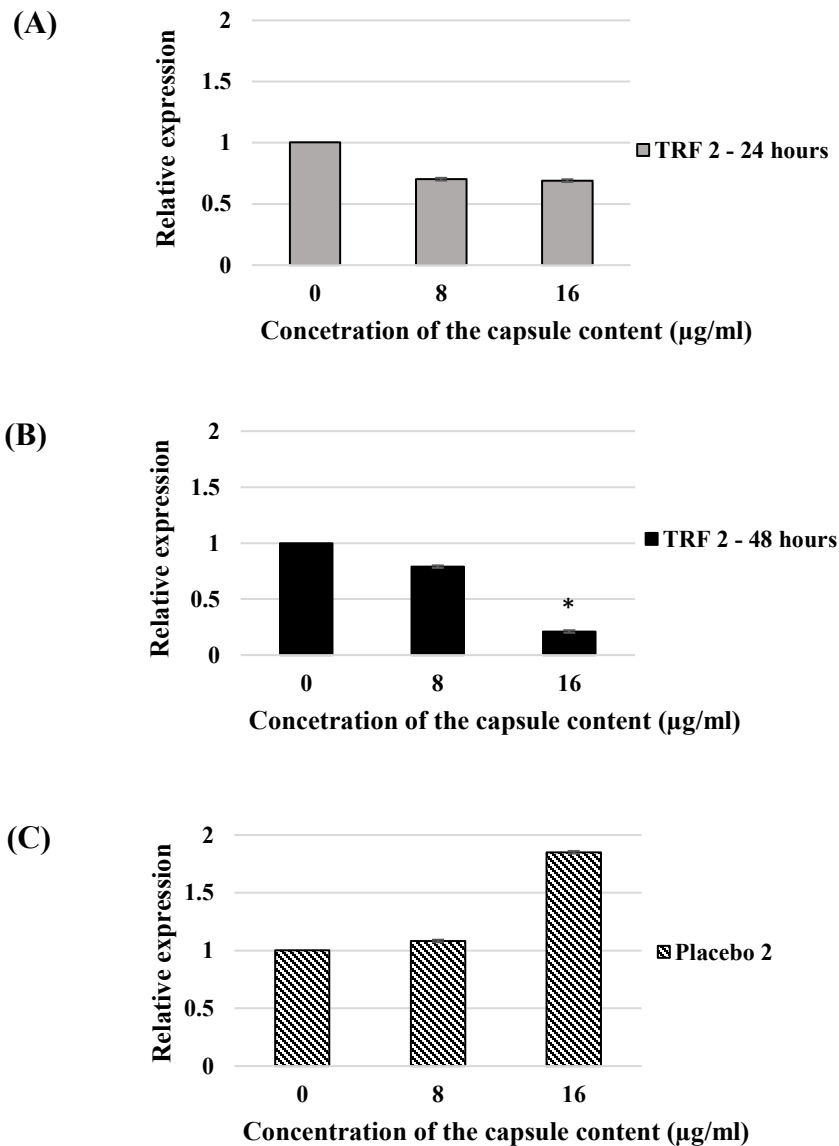 (A)
2
1.5
1
0.5
0
Relative expression
0 8 16
Concetration of the capsule content (µg/ml)
TRF 2 - 24 hours
(B)
2
1.5
1
0.5
0
Relative expression
*
0 8 16
Concetration of the capsule content (µg/ml)
TRF 2 - 48 hours
(C)
2
1.5
1
0.5
0
Relative expression
0 8 16
Concentration of the capsule content (µg/ml)
Placebo 2